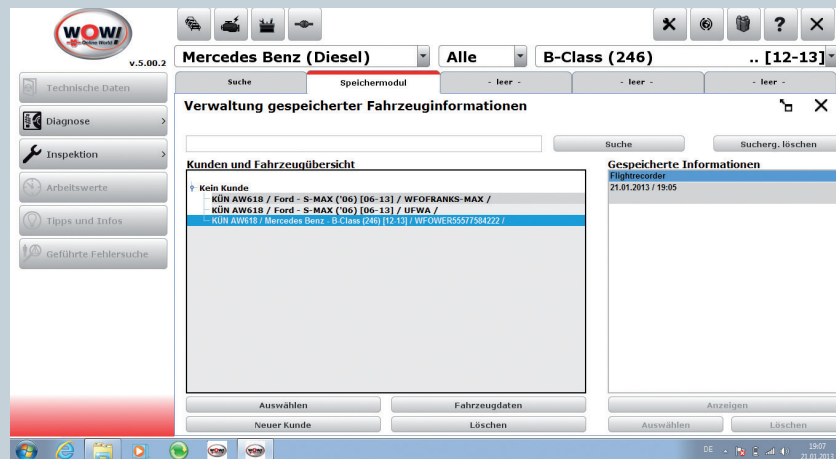 WOW!
Online World
v.5.00.2
Mercedes Benz (Diesel)
Alle
B-Class (246)
.. [12-13]
Technische Daten
Diagnose
Inspektion
Arbeitswerte
Tipps und Infos
Geführte Fehlersuche
Suche
Speichermodul
- leer -
- leer -
- leer -
Verwaltung gespeicherter Fahrzeuginformationen
Suche
Sucherg. löschen
Kunden und Fahrzeugübersicht
Gespeicherte Informationen
Kein Kunde
KÜN AW618 / Ford - S-MAX ('06) [06-13] / WFOFRANKS-MAX /
KÜN AW618 / Ford - S-MAX ('06) [06-13] / UFWA /
KÜN AW618 / Mercedes Benz - B-Class (246) [12-13] / WFOWER55577584222 /
Flightrecorder
21.01.2013 / 19:05
Auswählen
Fahrzeugdaten
Anzeigen
Neuer Kunde
Löschen
Auswählen
Löschen
WOW!
WOW!
DE
19:07
21.01.2013